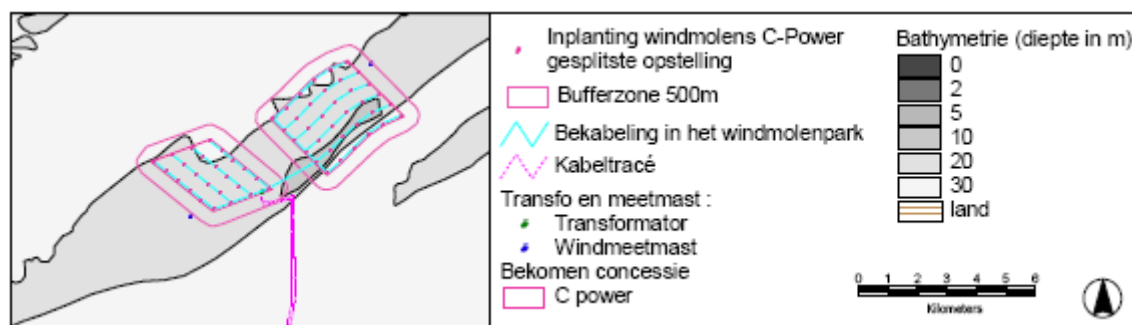 Inplanting windmolens C-Power
gesplitste opstelling
Bufferzone 500m
Bekabeling in het windmolenpark
Kabeltracé
Transfo en meetmast :
Transformator
Windmeetmast
Bekomen concessie
C power
Bathymetrie (diepte in m)
0
2
5
10
20
30
land
0 1 2 3 4 5 6
Kilometers